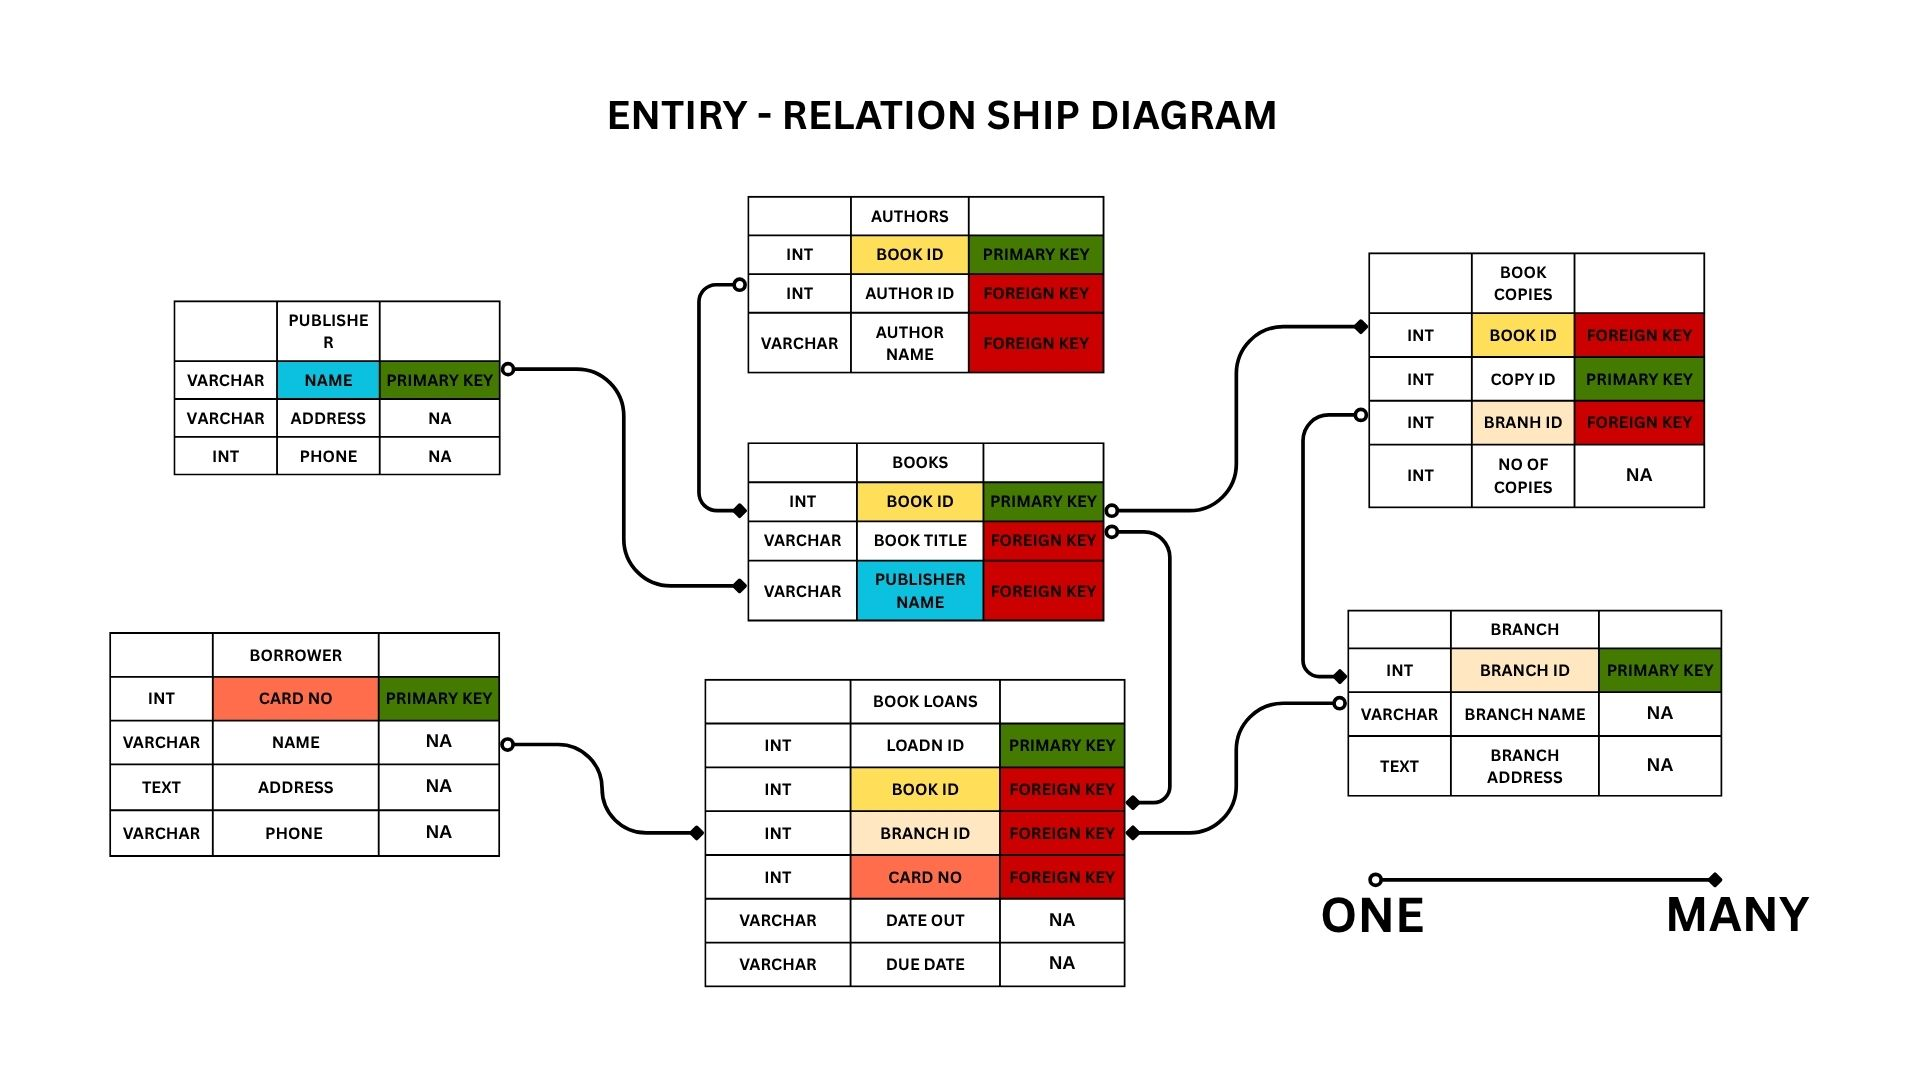 ENTIRY - RELATION SHIP DIAGRAM
AUTHORS
INT BOOK ID PRIMARY KEY
INT AUTHOR ID FOREIGN KEY
VARCHAR AUTHOR FOREIGN KEY
NAME
BOOK
COPIES
INT BOOK ID FOREIGN KEY
INT COPY ID PRIMARY KEY
INT BRANH ID FOREIGN KEY
INT NO OF NA
COPIES
PUBLISHE
R
VARCHAR NAME PRIMARY KEY
VARCHAR ADDRESS NA
INT PHONE NA
BOOKS
INT BOOK ID PRIMARY KEY
VARCHAR BOOK TITLE FOREIGN KEY
VARCHAR PUBLISHER FOREIGN KEY
NAME
BORROWER
INT CARD NO PRIMARY KEY
VARCHAR NAME NA
TEXT ADDRESS NA
VARCHAR PHONE NA
BOOK LOANS
INT LOADN ID PRIMARY KEY
INT BOOK ID FOREIGN KEY
INT BRANCH ID FOREIGN KEY
INT CARD NO FOREIGN KEY
VARCHAR DATE OUT NA
VARCHAR DUE DATE NA
BRANCH
INT BRANCH ID PRIMARY KEY
VARCHAR BRANCH NAME NA
TEXT BRANCH NA
ADDRESS
ONE MANY